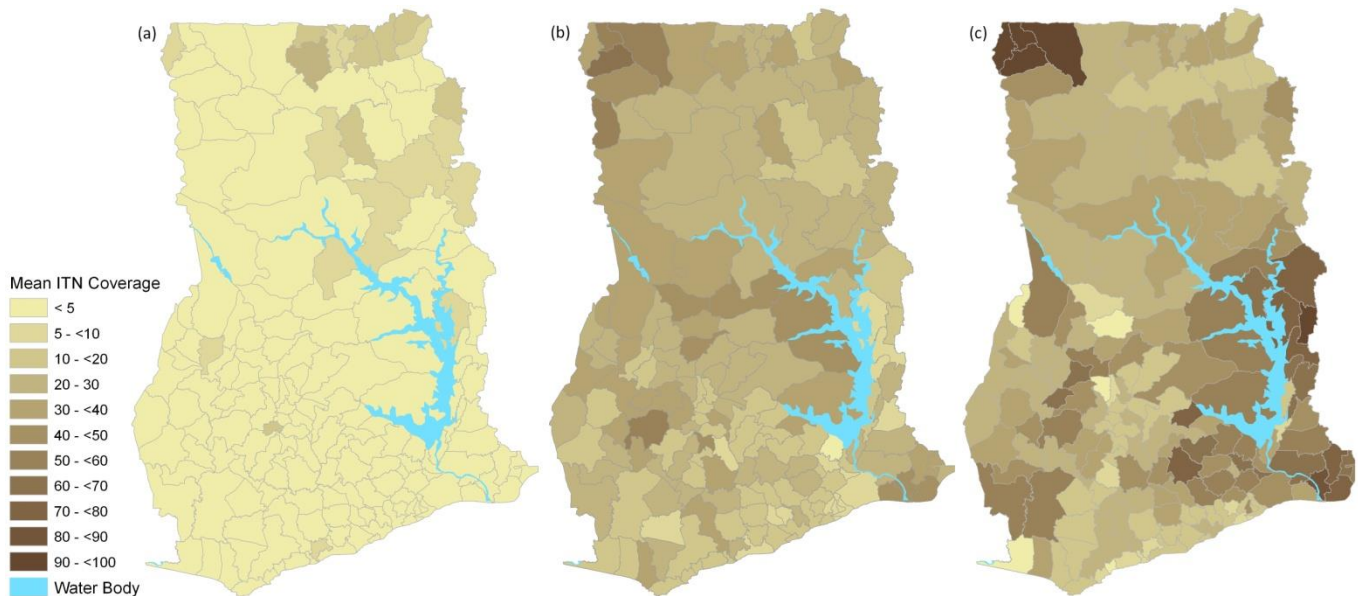 (a)
(b)
(c)
Mean ITN Coverage
< 5
5 - <10
10 - <20
20 - 30
30 - <40
40 - <50
50 - <60
60 - <70
70 - <80
80 - <90
90 - <100
Water Body